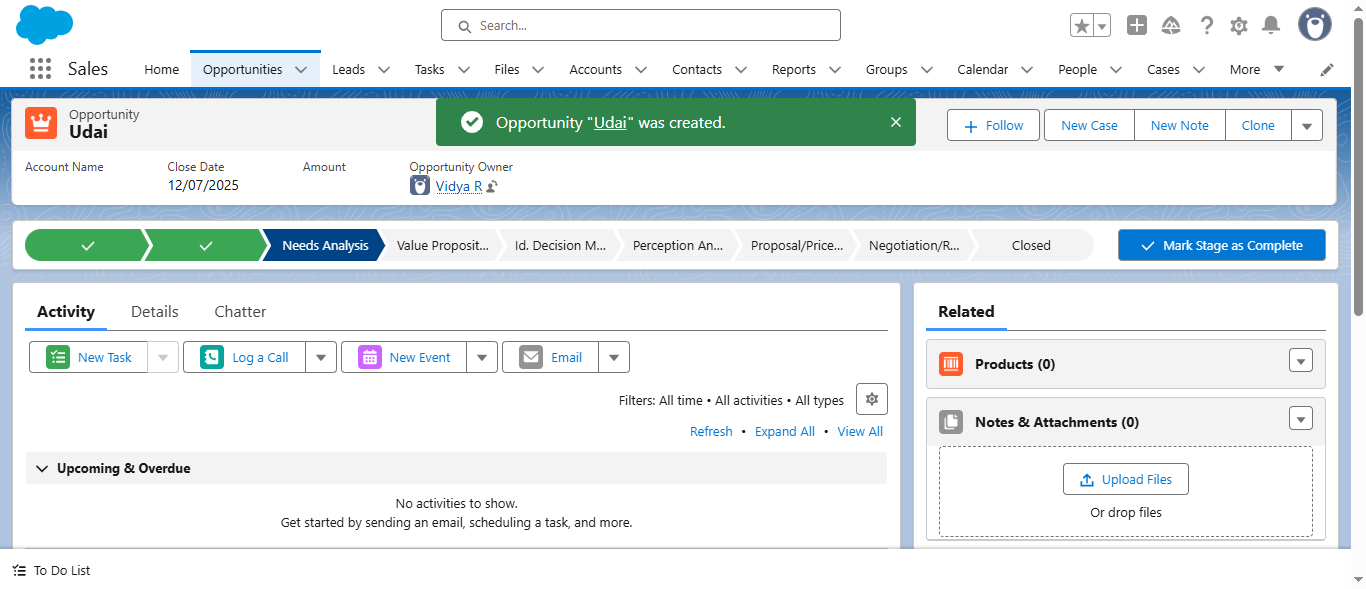 Search...
Sales
Home
Opportunities
Leads
Tasks
Files
Accounts
Contacts
Reports
Groups
Calendar
People
Cases
More
Opportunity
Udai
Opportunity "Udai" was created.
Follow
New Case
New Note
Clone
Account Name
Close Date
Amount
Opportunity Owner
12/07/2025
Vidya R
Needs Analysis
Value Proposit...
Id. Decision M...
Perception An...
Proposal/Price...
Negotiation/R...
Closed
Mark Stage as Complete
Activity
Details
Chatter
New Task
Log a Call
New Event
Email
Filters: All time • All activities • All types
Refresh • Expand All • View All
Upcoming & Overdue
No activities to show.
Get started by sending an email, scheduling a task, and more.
Related
Products (0)
Notes & Attachments (0)
Upload Files
Or drop files
To Do List